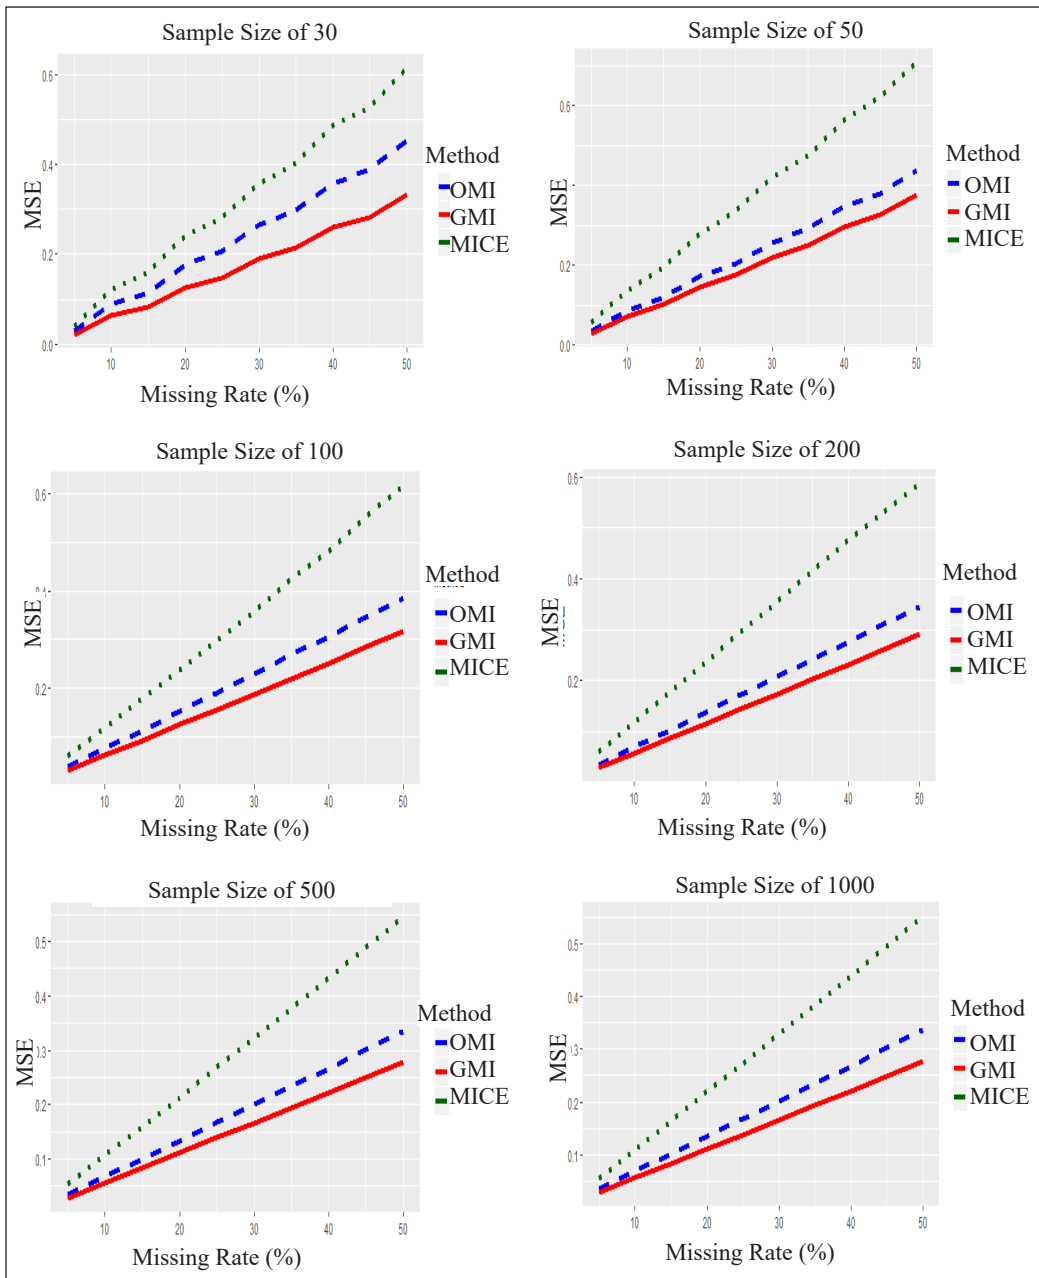 Sample Size of 30
0.6
0.4
0.2
0.0
MSE
10 20 30 40 50
Missing Rate (%)
Method
OMI
GMI
MICE
Sample Size of 50
0.6
0.4
0.2
0.0
MSE
10 20 30 40 50
Missing Rate (%)
Method
OMI
GMI
MICE
Sample Size of 100
0.6
0.2
MSE
10 20 30 40 50
Missing Rate (%)
Method
OMI
GMI
MICE
Sample Size of 200
0.6
0.4
0.2
MSE
10 20 30 40 50
Missing Rate (%)
Method
OMI
GMI
MICE
Sample Size of 500
0.5
0.4
0.2
0.1
MSE
10 20 30 40 50
Missing Rate (%)
Method
OMI
GMI
MICE
Sample Size of 1000
0.5
0.4
0.2
0.1
MSE
10 20 30 40 50
Missing Rate (%)
Method
OMI
GMI
MICE